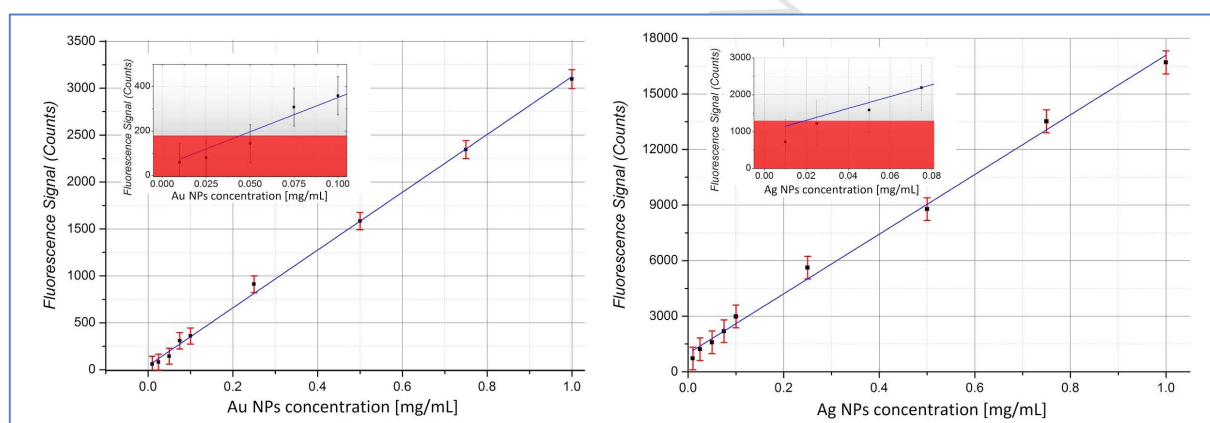 3500
3000
2500
2000
1500
1000
500
0
Fluorescence Signal (Counts)
0.0 0.2 0.4 0.6 0.8 1.0
Au NPs concentration [mg/mL]
400
200
0
Fluorescence Signal (Counts)
0.000 0.025 0.050 0.075 0.100
Au NPs concentration [mg/mL]
18000
15000
12000
9000
6000
3000
0
Fluorescence Signal (Counts)
0.0 0.2 0.4 0.6 0.8 1.0
Ag NPs concentration [mg/mL]
3000
2000
1000
0
Fluorescence Signal (Counts)
0.00 0.02 0.04 0.06 0.08
Ag NPs concentration [mg/mL]